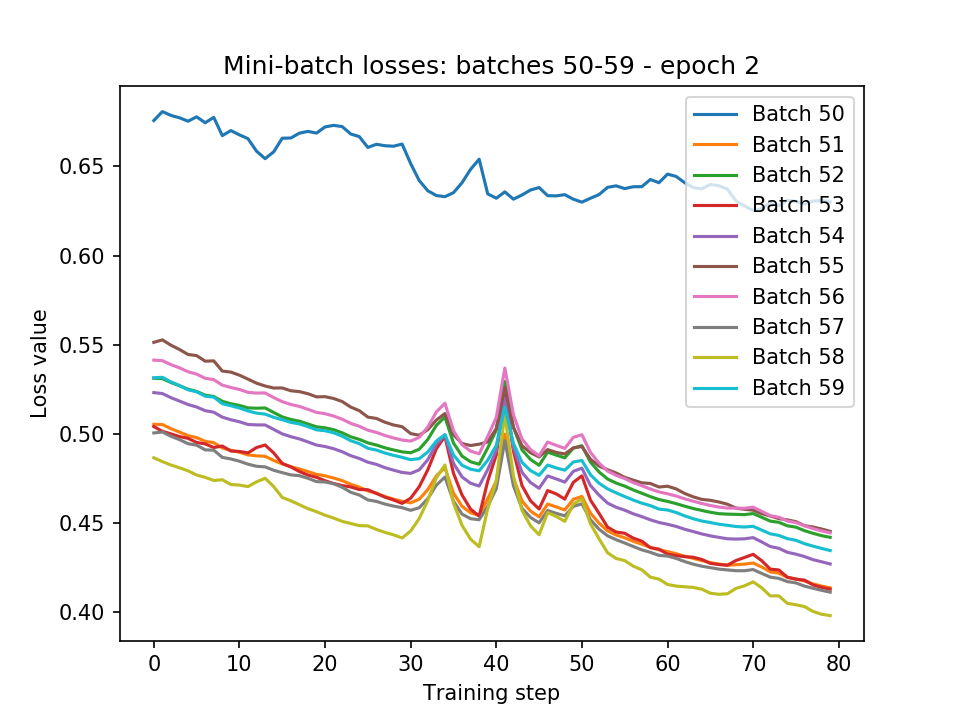 Mini-batch losses: batches 50-59 - epoch 2
Loss value
0.65
0.60
0.55
0.50
0.45
0.40
Batch 50
Batch 51
Batch 52
Batch 53
Batch 54
Batch 55
Batch 56
Batch 57
Batch 58
Batch 59
0 10 20 30 40 50 60 70 80
Training step